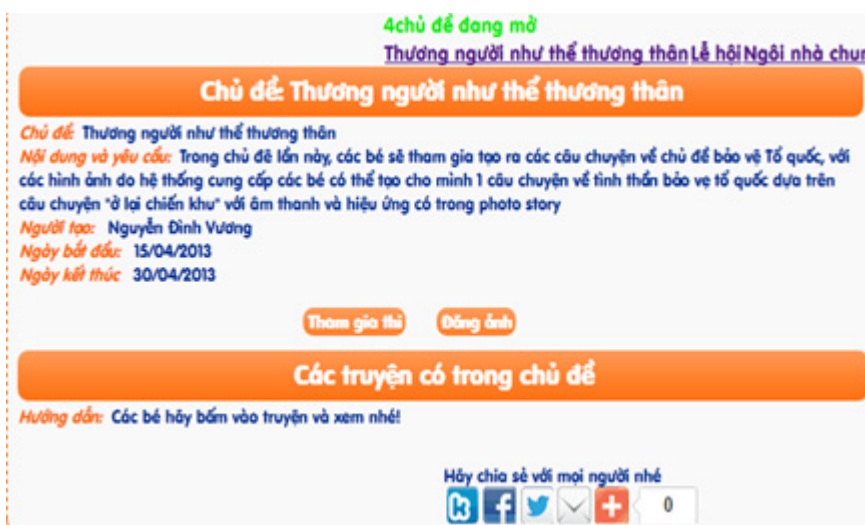 4chủ đề đang mở
Thương người như thể thương thân Lễ hội Ngôi nhà chun
Chủ đề: Thương người như thể thương thân
Chủ đề: Thương người như thể thương thân
Nội dung và yêu cầu: Trong chủ đê lần này, các bé sẽ tham gia tạo ra các câu chuyện về chủ đề bảo vệ Tổ quốc, với
các hình ảnh do hệ thống cung cấp các bé có thể tạo cho mình 1 câu chuyện về tinh thần bảo vẹ tổ quốc dựa trên
câu chuyện "ở lại chiến khu" với âm thanh và hiệu ứng có trong photo story
Người tạo: Nguyễn Đình Vương
Ngày bắt đầu: 15/04/2013
Ngày kết thúc 30/04/2013
Tham gia thi Đăng ảnh
Các truyện có trong chủ đề
Hướng dẫn: Các bé hãy bấm vào truyện và xem nhé!
Hãy chia sẻ với mọi người nhé
0